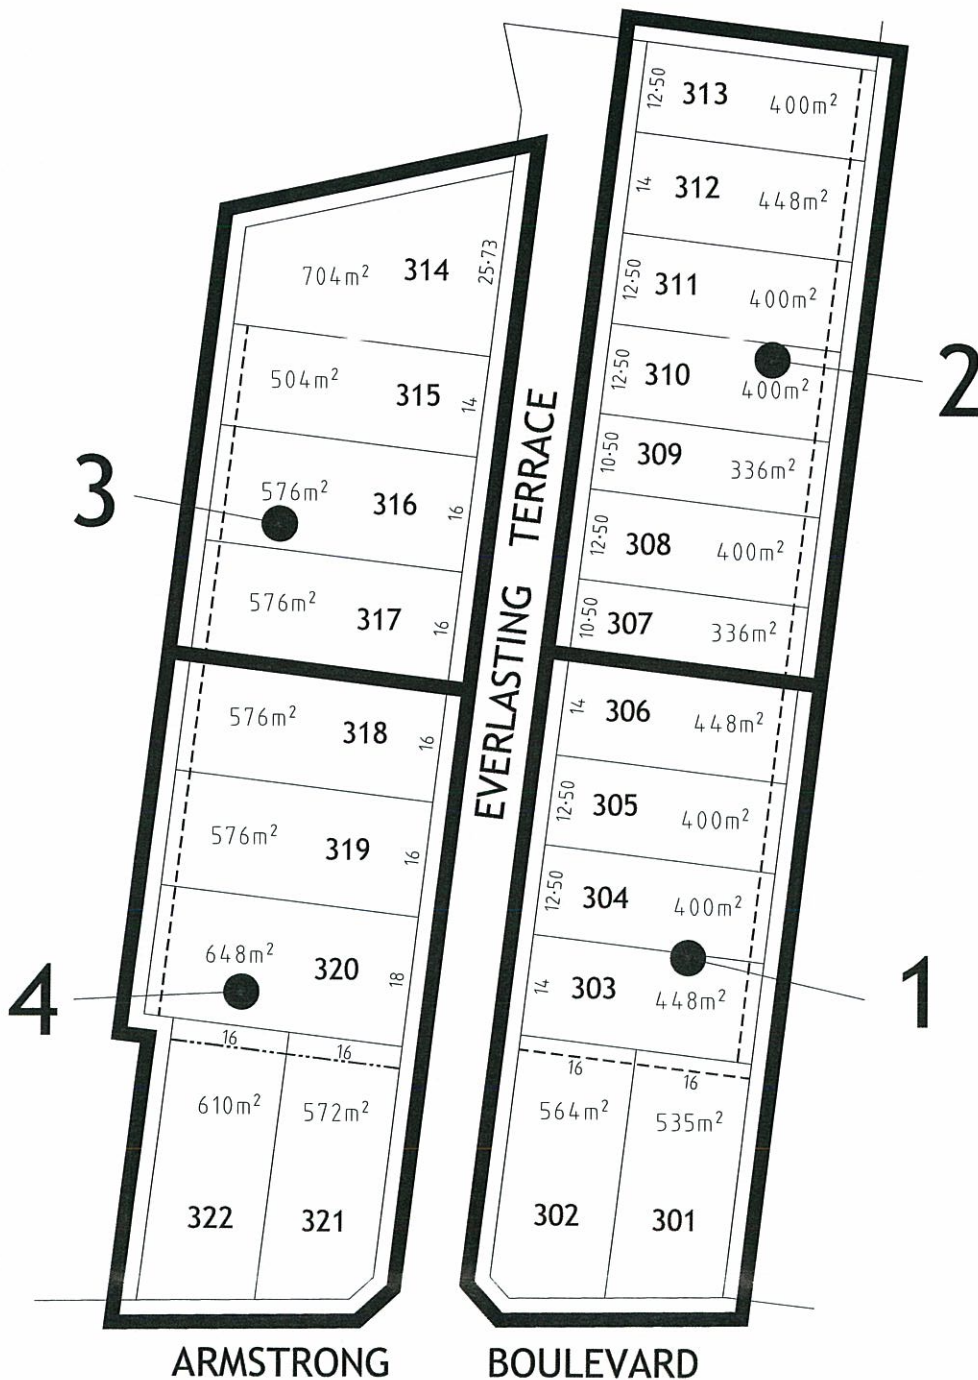 12·50 313 400m²
14 312 448m²
12·50 311 400m²
12·50 310 400m²
10·50 309 336m²
12·50 308 400m²
10·50 307 336m²
2
704m² 314 25·73
504m² 315 14
576m² 316 16
576m² 317 16
3
EVERLASTING TERRACE
576m² 318 16
576m² 319 16
648m² 320 18
4
16 16
610m² 572m²
322 321
14 306 448m²
12·50 305 400m²
12·50 304 400m²
14 303 448m²
1
16 16
564m² 535m²
302 301
ARMSTRONG BOULEVARD